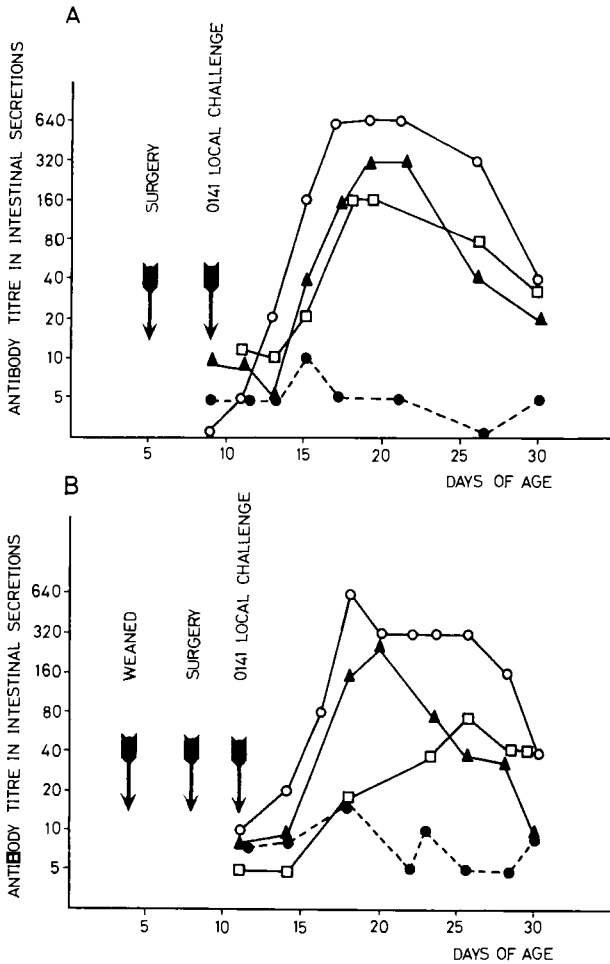 A
ANTIBODY TITRE IN INTESTINAL SECRETIONS
640
320
160
80
40
20
10
5
SURGERY
0141 LOCAL CHALLENGE
5
10
15
20
25
30
DAYS OF AGE
B
ANTIBODY TITRE IN INTESTINAL SECRETIONS
640
320
160
80
40
20
10
5
WEANED
SURGERY
0141 LOCAL CHALLENGE
5
10
15
20
25
30
DAYS OF AGE